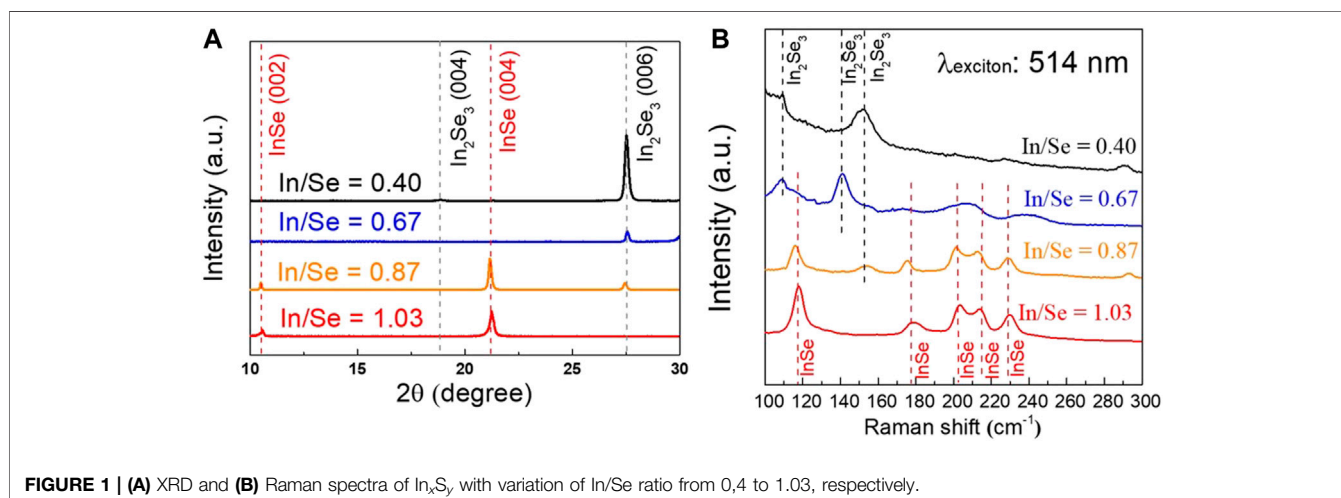 A
InSe (002)
In₂Se₃ (004)
InSe (004)
In₂Se₃ (006)
Intensity (a.u.)
In/Se = 0.40
In/Se = 0.67
In/Se = 0.87
In/Se = 1.03
10 15 20 25 30
2θ (degree)
B
In₂Se₃
In₂Se₃
In₂Se₃
λexciton: 514 nm
Intensity (a.u.)
In/Se = 0.40
In/Se = 0.67
In/Se = 0.87
In/Se = 1.03
InSe
InSe
InSe
InSe
InSe
100 120 140 160 180 200 220 240 260 280 300
Raman shift (cm⁻¹)
FIGURE 1 | (A) XRD and (B) Raman spectra of InₓSᵧ with variation of In/Se ratio from 0,4 to 1.03, respectively.